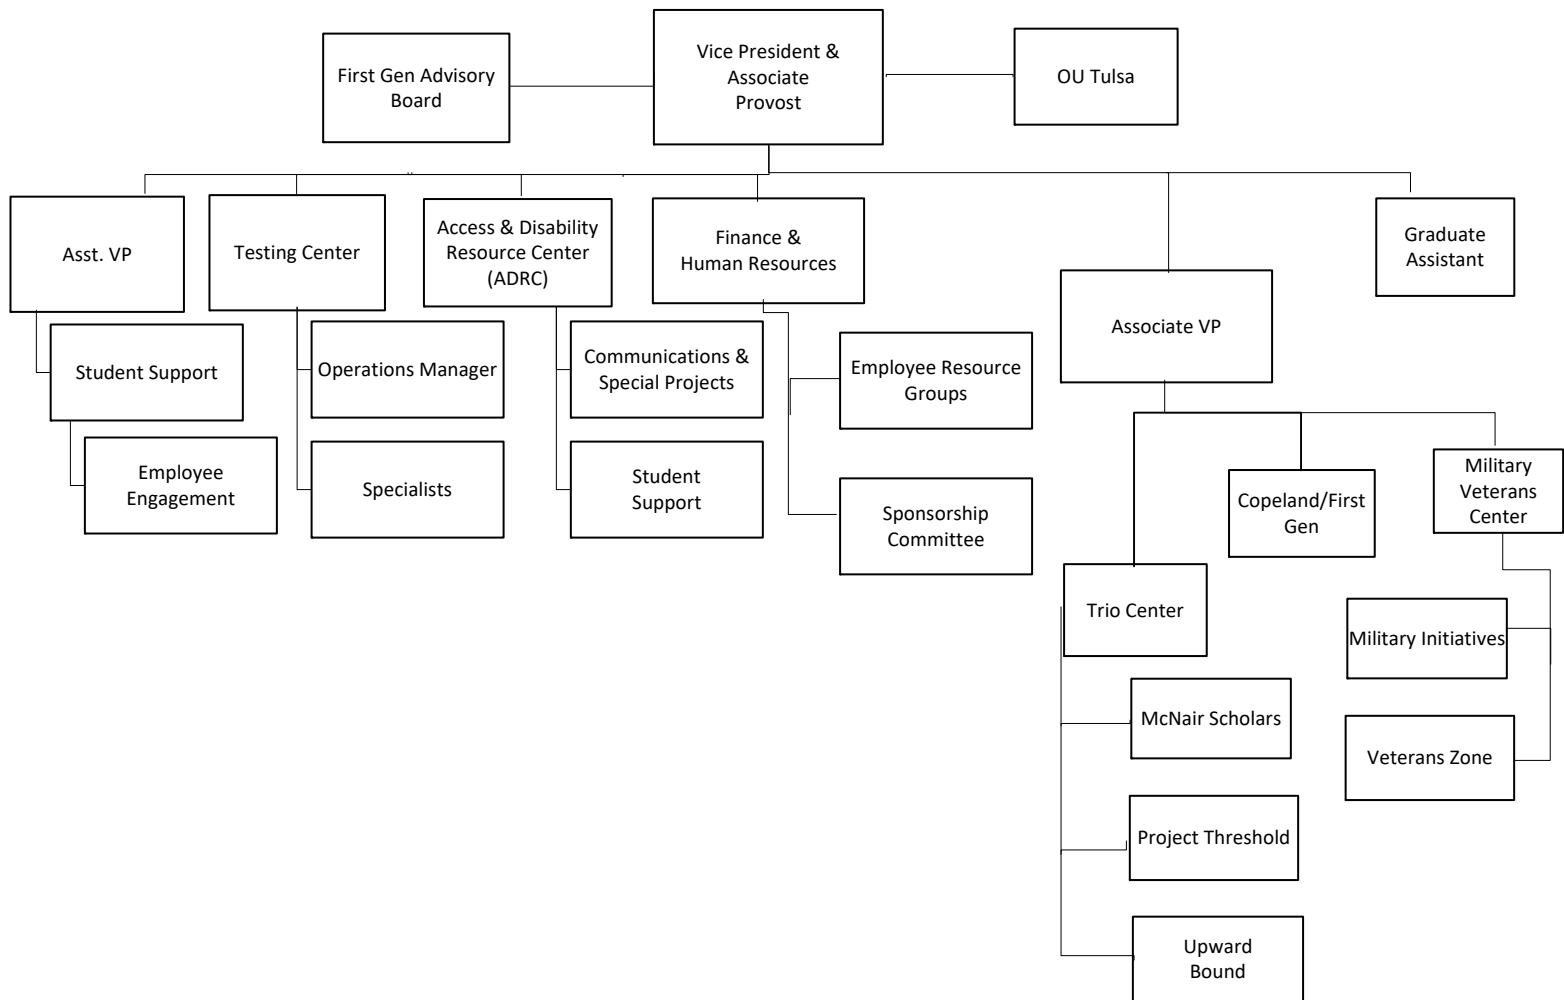 First Gen Advisory
Board
Vice President &
Associate
Provost
OU Tulsa
Asst. VP
Testing Center
Access & Disability
Resource Center
(ADRC)
Finance &
Human Resources
Graduate
Assistant
Associate VP
Student Support
Operations Manager
Communications &
Special Projects
Employee Resource
Groups
Employee
Engagement
Specialists
Student
Support
Sponsorship
Committee
Copeland/First
Gen
Military
Veterans
Center
Trio Center
Military Initiatives
McNair Scholars
Veterans Zone
Project Threshold
Upward
Bound